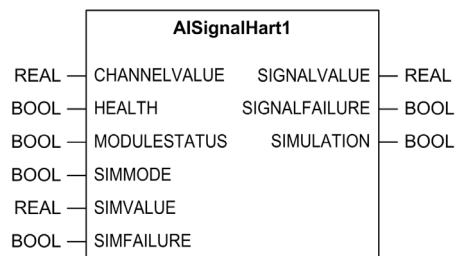 AISignalHart1
REAL CHANNELVALUE SIGNALVALUE REAL
BOOL HEALTH SIGNALFAILURE BOOL
BOOL MODULESTATUS SIMULATION BOOL
BOOL SIMMODE
REAL SIMVALUE
BOOL SIMFAILURE